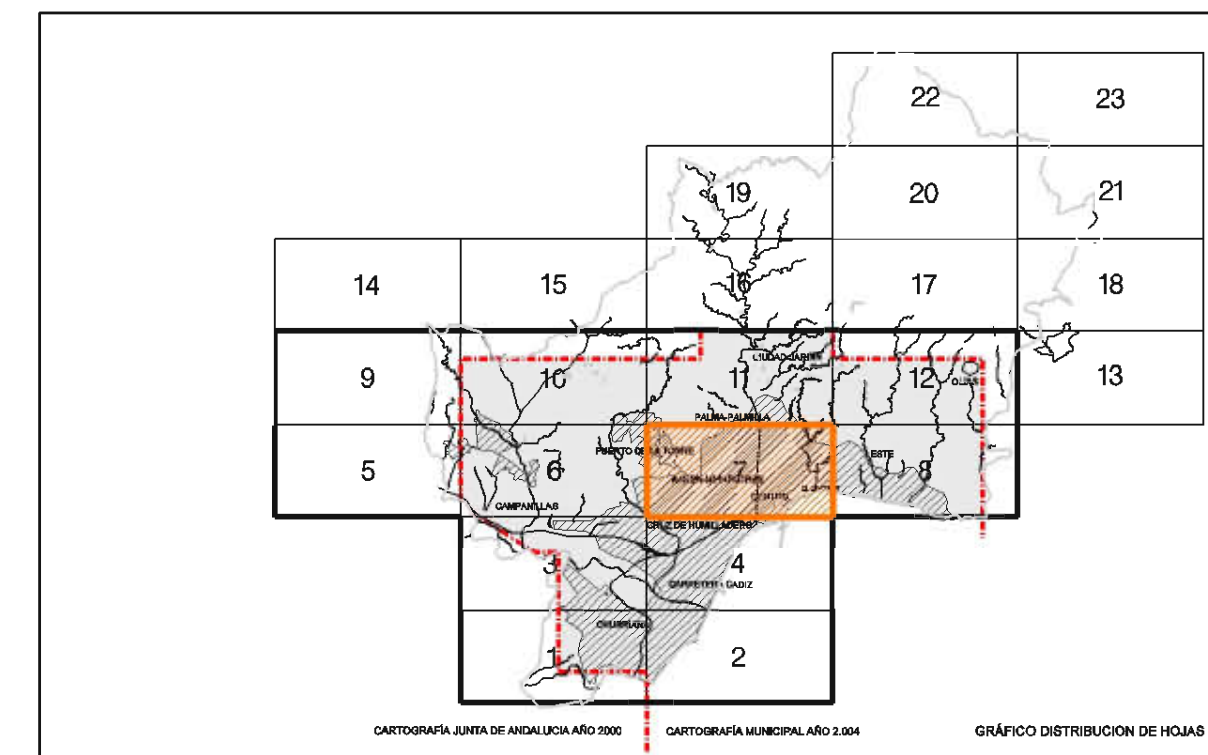 22 23
19 20 21
14 15 16 17 18
CIUDAD JARDIN
9 10 11 12 13
OLIAS
PALMA-PALMILLA
PUERTO DE LA TORRE
ESTE
5 6 7 8
CAMPANILLAS
CRUZ DE HUMILLADERO
3 4
CARRETERA CADIZ
CHURRIANA
1 2
CARTOGRAFÍA JUNTA DE ANDALUCIA AÑO 2000
CARTOGRAFÍA MUNICIPAL AÑO 2.004
GRÁFICO DISTRIBUCION DE HOJAS